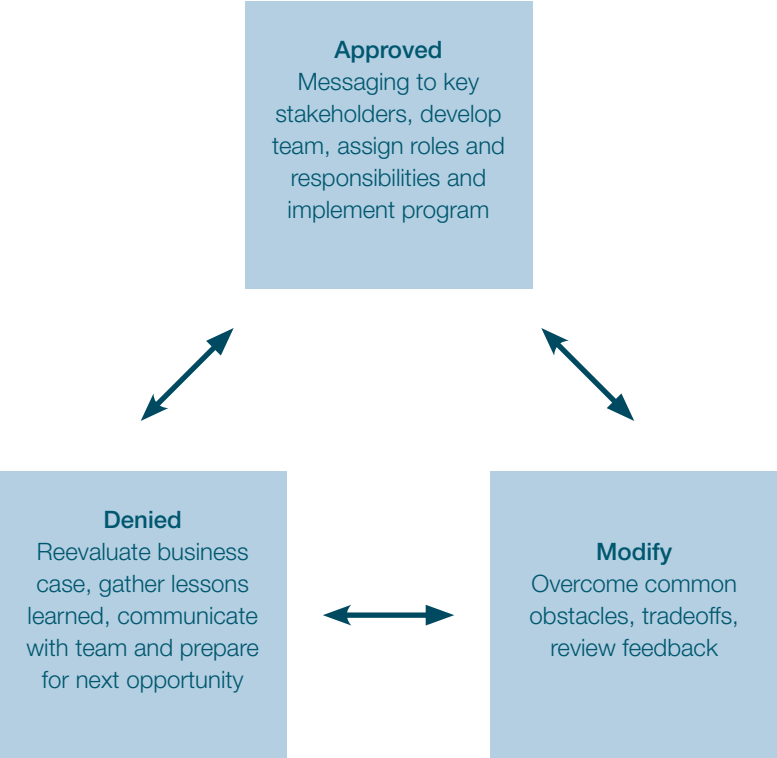 Approved
Messaging to key
stakeholders, develop
team, assign roles and
responsibilities and
implement program
Denied
Reevaluate business
case, gather lessons
learned, communicate
with team and prepare
for next opportunity
Modify
Overcome common
obstacles, tradeoffs,
review feedback